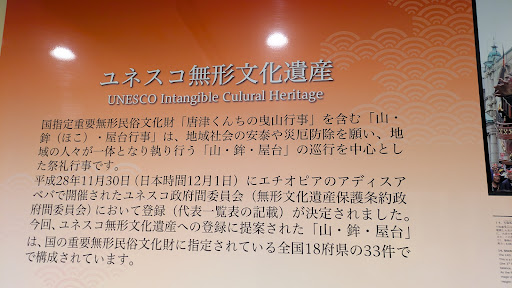 ユネスコ無形文化遺産
UNESCO Intangible Culural Heritage
国指定重要無形民俗文化財「唐津くんちの曳山行事」を含む「山・
鉾（ほこ）・屋台行事」は、地域社会の安泰や災厄防除を願い、地
域の人々が一体となり執り行う「山・鉾・屋台」の巡行を中心とし
た祭礼行事です。
平成28年11月30日（日本時間12月1日）にエチオピアのアディスア
ベバで開催されたユネスコ政府間委員会（無形文化遺産保護条約政
府間委員会）において登録（代表一覧表の記載）が決定されました。
今回、ユネスコ無形文化遺産への登録に提案された「山・鉾・屋台」
は、国の重要無形民俗文化財に指定されている全国18府県の33件で
で構成されています。